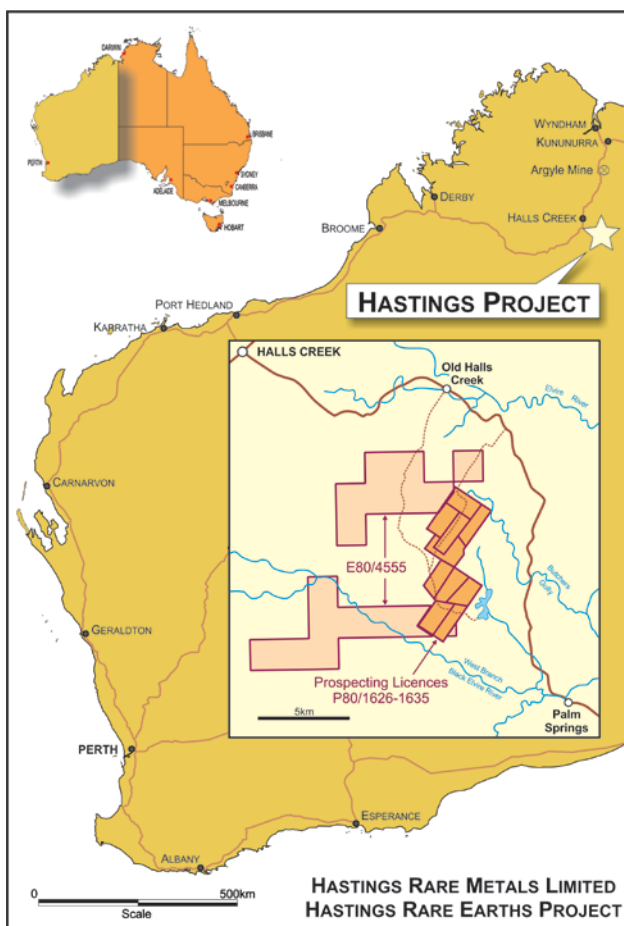 DARWIN
BRISBANE
PERTH
SYDNEY
CANBERRA
ADELAIDE
MELBOURNE
HOBART
WYNDHAM
KUNUNURRA
ARGYLE MINE
DERBY
HALLS CREEK
BROOME
HASTINGS PROJECT
PORT HEDLAND
KARRATHA
HALLS CREEK
Old Halls
Creek
Elvire River
CARNARVON
E80/4555
Butchers
Gully
GERALDTON
West Branch
Black Elvire River
Prospecting Licences
P80/1626-1635
5km
Palm
Springs
PERTH
ESPERANCE
ALBANY
0 500km
Scale
HASTINGS RARE METALS LIMITED
HASTINGS RARE EARTHS PROJECT